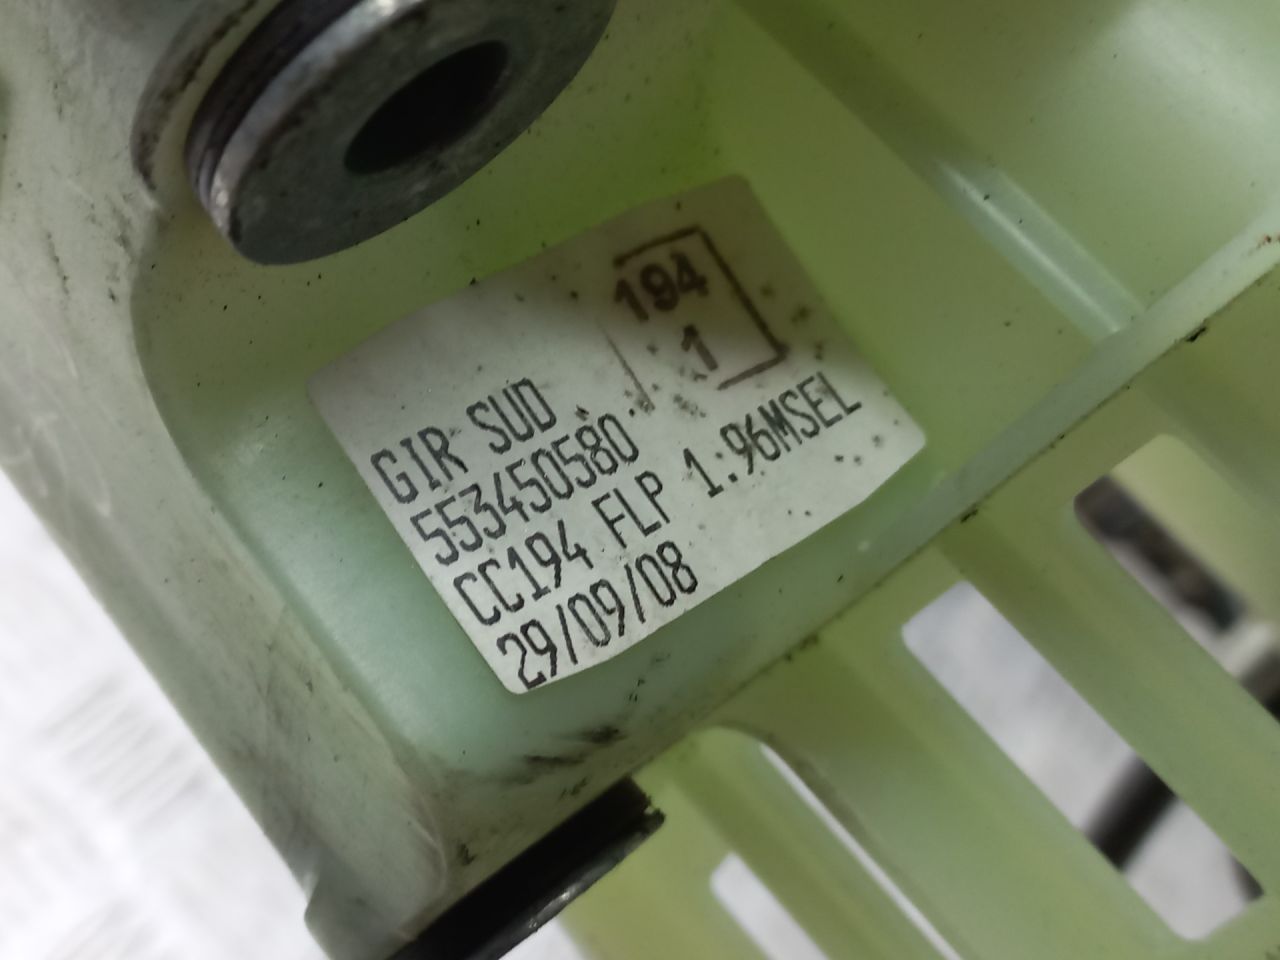 194
1
GIR SUD
553450580
CC194 FLP 1.96MSEL
29/09/08